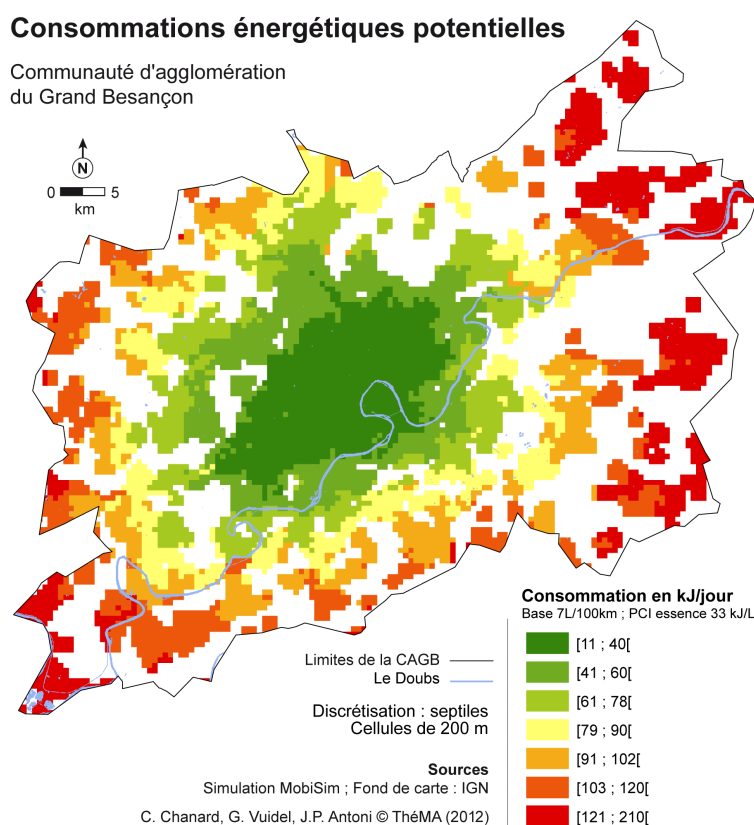 Consommations énergétiques potentielles
Communauté d'agglomération
du Grand Besançon
N
0 5
km
Consommation en kJ/jour
Base 7L/100km ; PCI essence 33 kJ/L
[11 ; 40[
[41 ; 60[
[61 ; 78[
[79 ; 90[
[91 ; 102[
[103 ; 120[
[121 ; 210[
Limites de la CAGB
Le Doubs
Discrétisation : septiles
Cellules de 200 m
Sources
Simulation MobiSim ; Fond de carte : IGN
C. Chanard, G. Vuidel, J.P. Antoni © ThéMA (2012)